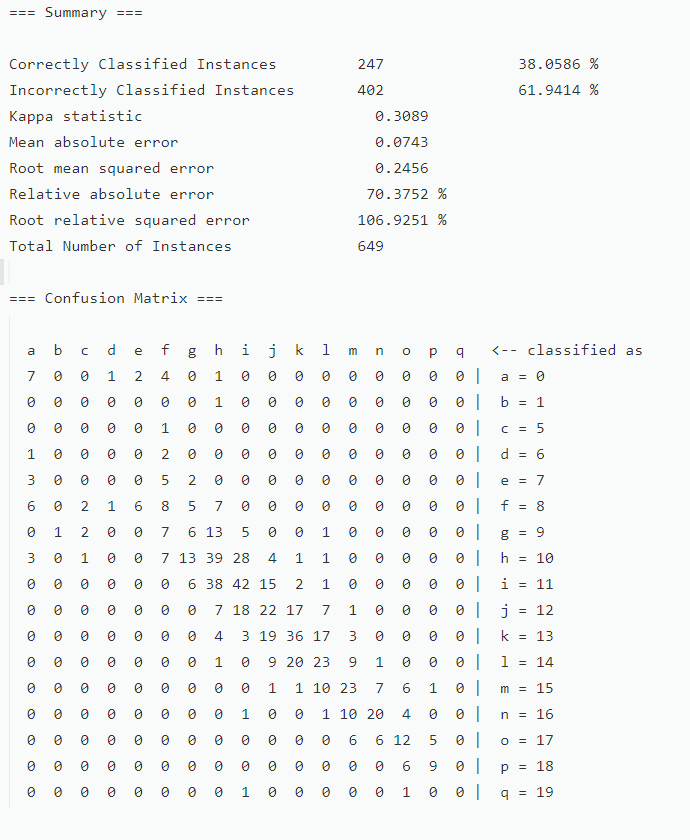 === Summary ===
Correctly Classified Instances         247               38.0586 %
Incorrectly Classified Instances       402               61.9414 %
Kappa statistic                          0.3089
Mean absolute error                      0.0743
Root mean squared error                  0.2456
Relative absolute error                 70.3752 %
Root relative squared error            106.9251 %
Total Number of Instances              649
=== Confusion Matrix ===
  a  b  c  d  e  f  g  h  i  j  k  l  m  n  o  p  q   <-- classified as
  7  0  0  1  2  4  0  1  0  0  0  0  0  0  0  0  0 |  a = 0
  0  0  0  0  0  0  0  1  0  0  0  0  0  0  0  0  0 |  b = 1
  0  0  0  0  0  1  0  0  0  0  0  0  0  0  0  0  0 |  c = 5
  1  0  0  0  0  2  0  0  0  0  0  0  0  0  0  0  0 |  d = 6
  3  0  0  0  0  5  2  0  0  0  0  0  0  0  0  0  0 |  e = 7
  6  0  2  1  6  8  5  7  0  0  0  0  0  0  0  0  0 |  f = 8
  0  1  2  0  0  7  6 13  5  0  0  1  0  0  0  0  0 |  g = 9
  3  0  1  0  0  7 13 39 28  4  1  1  0  0  0  0  0 |  h = 10
  0  0  0  0  0  0  6 38 42 15  2  1  0  0  0  0  0 |  i = 11
  0  0  0  0  0  0  0  7 18 22 17  7  1  0  0  0  0 |  j = 12
  0  0  0  0  0  0  0  4  3 19 36 17  3  0  0  0  0 |  k = 13
  0  0  0  0  0  0  0  1  0  9 20 23  9  1  0  0  0 |  l = 14
  0  0  0  0  0  0  0  0  0  1  1 10 23  7  6  1  0 |  m = 15
  0  0  0  0  0  0  0  0  1  0  0  1 10 20  4  0  0 |  n = 16
  0  0  0  0  0  0  0  0  0  0  0  0  6  6 12  5  0 |  o = 17
  0  0  0  0  0  0  0  0  0  0  0  0  0  0  6  9  0 |  p = 18
  0  0  0  0  0  0  0  0  1  0  0  0  0  0  1  0  0 |  q = 19